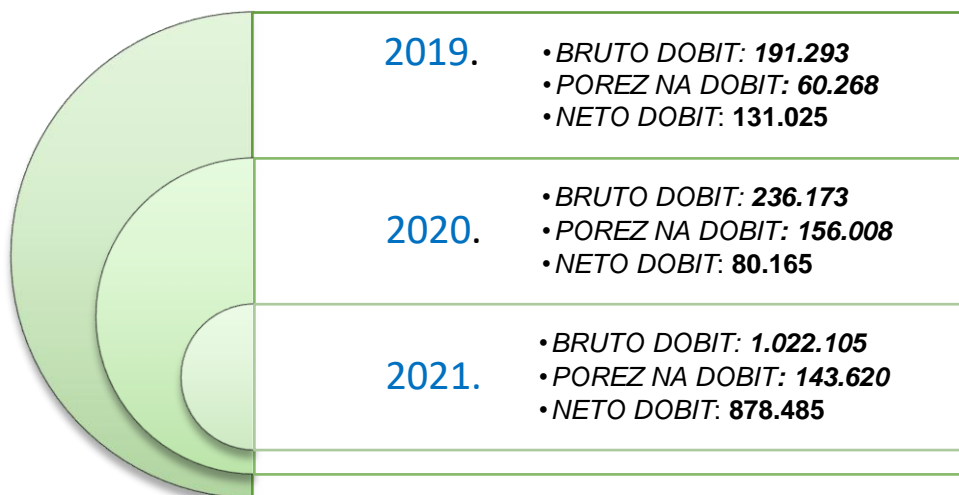 2019.
• BRUTO DOBIT: 191.293
• POREZ NA DOBIT: 60.268
• NETO DOBIT: 131.025
2020.
• BRUTO DOBIT: 236.173
• POREZ NA DOBIT: 156.008
• NETO DOBIT: 80.165
2021.
• BRUTO DOBIT: 1.022.105
• POREZ NA DOBIT: 143.620
• NETO DOBIT: 878.485